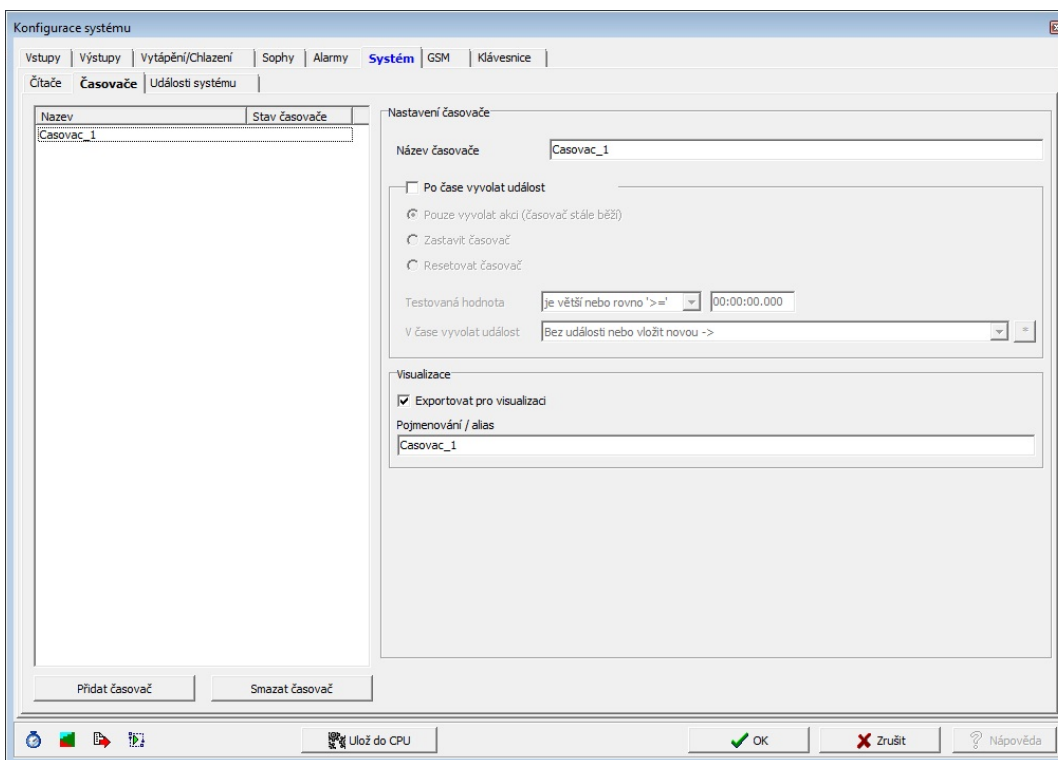 Konfigurace systému
Vstupy Výstupy Vytápění/Chlazení Sophy Alarmy Systém GSM Klávesnice
Čítače Časovače Události systému
Nazev Stav časovače
Casovac_1
Nastavení časovače
Název časovače Casovac_1
Po čase vyvolat událost
Pouze vyvolat akci (časovač stále běží)
Zastavit časovač
Resetovat časovač
Testovaná hodnota je větší nebo rovno '>=' 00:00:00.000
V čase vyvolat událost Bez události nebo vložit novou -> *
Visualizace
Exportovat pro visualizaci
Pojmenování / alias
Casovac_1
Přidat časovač Smazat časovač
Ulož do CPU OK Zrušit ? Nápověda